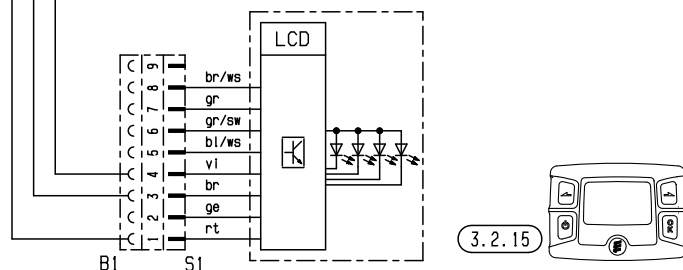 LCD
9
8 br/ws
7 gr
6 gr/sw
5 bl/ws
4 vi
3 br
2 ge
1 rt
B1 S1
3.2.15
OK